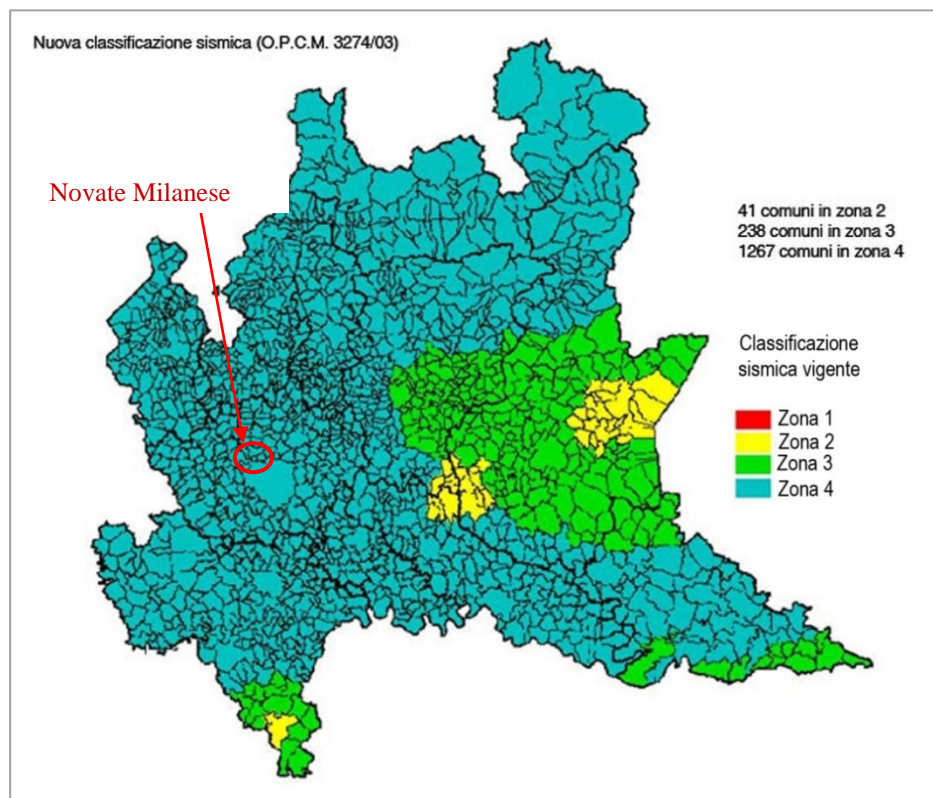 Nuova classificazione sismica (O.P.C.M. 3274/03)
Novate Milanese
41 comuni in zona 2
238 comuni in zona 3
1267 comuni in zona 4
Classificazione
sismica vigente
Zona 1
Zona 2
Zona 3
Zona 4